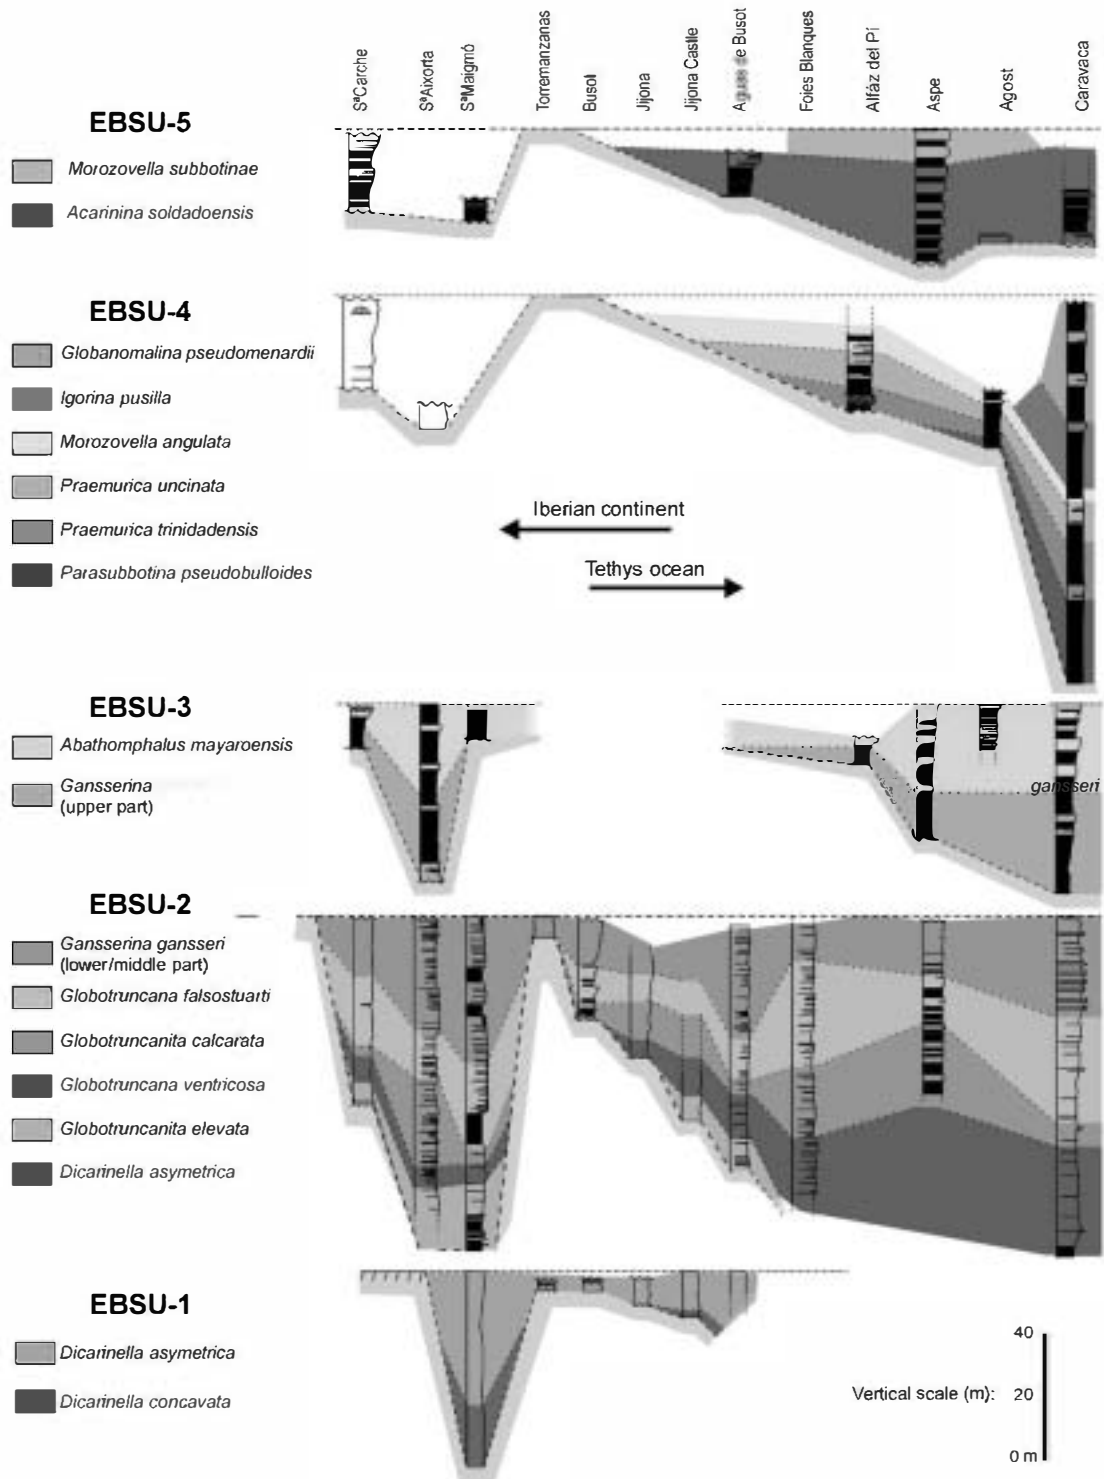 SªCarche
SªAixorta
SªMaigmó
Torremanzanas
Busot
Jijona
Jijona Castle
Aguas de Busot
Foies Blanques
Alfáz del Pí
Aspe
Agost
Caravaca
EBSU-5
Morozovella subbotinae
Acarinina soldadoensis
EBSU-4
Globanomalina pseudomenardii
Igorina pusilla
Morozovella angulata
Praemurica uncinata
Praemurica trinidadensis
Parasubbotina pseudobulloides
Iberian continent
Tethys ocean
EBSU-3
Abathomphalus mayaroensis
Gansserina
(upper part)
gansseri
EBSU-2
Gansserina gansseri
(lower/middle part)
Globotruncana falsostuarti
Globotruncanita calcarata
Globotruncana ventricosa
Globotruncanita elevata
Dicarinella asymetrica
EBSU-1
Dicarinella asymetrica
Dicarinella concavata
40
Vertical scale (m): 20
0 m